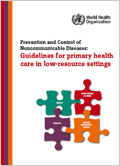 World Health
Organization
Prevention and Control of
Noncommunicable Diseases:
Guidelines for primary health
care in low-resource settings